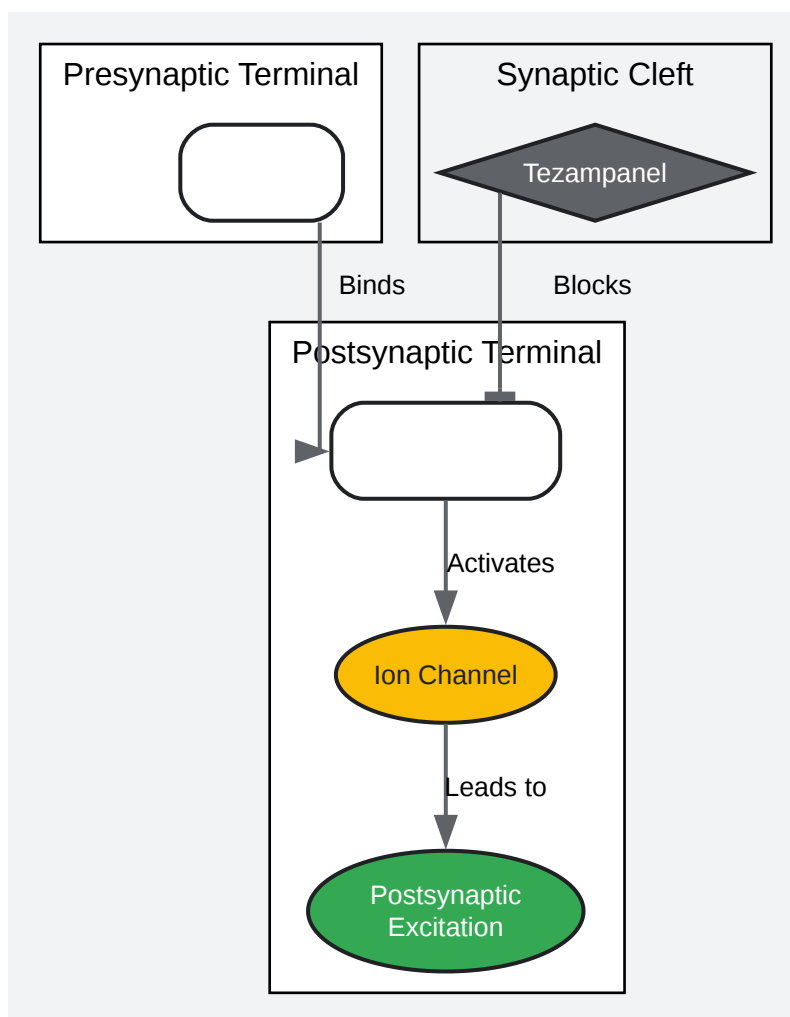 Presynaptic Terminal
Synaptic Cleft
Tezampanel
Binds
Blocks
Postsynaptic Terminal
Activates
Ion Channel
Leads to
Postsynaptic
Excitation